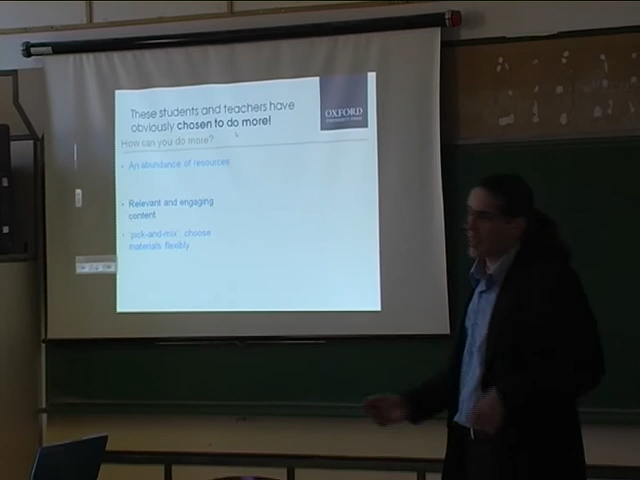 These students and teachers have
obviously chosen to do more!
OXFORD
UNIVERSITY PRESS
How can you do more?
• An abundance of resources
• Relevant and engaging
content
• 'pick-and-mix': choose
materials flexibly